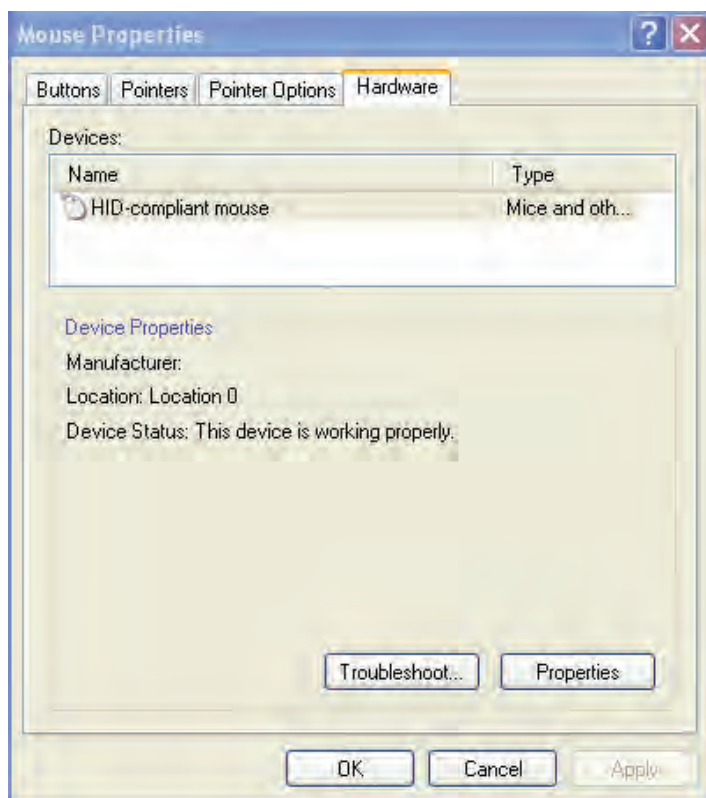 Mouse Properties
Buttons Pointers Pointer Options Hardware
Devices:
Name Type
HID-compliant mouse Mice and oth...
Device Properties
Manufacturer:
Location: Location 0
Device Status: This device is working properly.
Troubleshoot... Properties
OK Cancel Apply